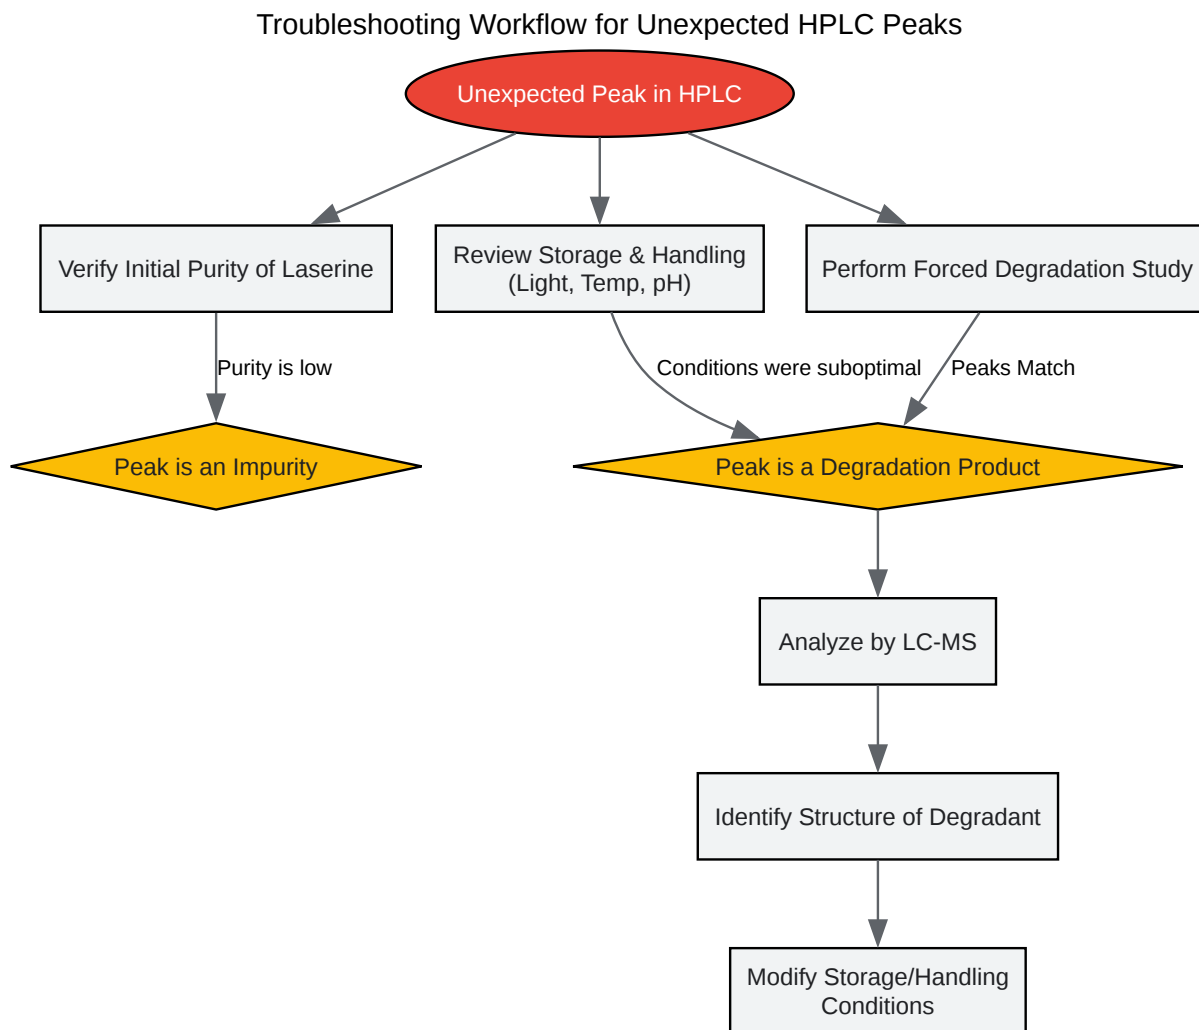 Troubleshooting Workflow for Unexpected HPLC Peaks
Unexpected Peak in HPLC
Verify Initial Purity of Laserine
Review Storage & Handling
(Light, Temp, pH)
Perform Forced Degradation Study
Purity is low
Conditions were suboptimal
Peaks Match
Peak is an Impurity
Peak is a Degradation Product
Analyze by LC-MS
Identify Structure of Degradant
Modify Storage/Handling
Conditions